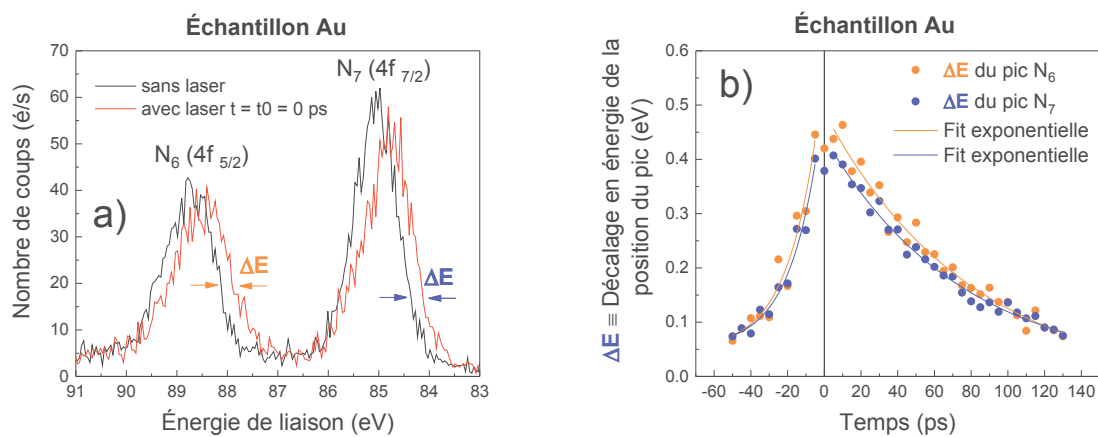 Échantillon Au
Nombre de coups (é/s)
70
60
50
40
30
20
10
0
sans laser
avec laser t = t0 = 0 ps
N7 (4f 7/2)
N6 (4f 5/2)
a)
ΔE
ΔE
91 90 89 88 87 86 85 84 83
Énergie de liaison (eV)
Échantillon Au
ΔE ≡ Décalage en énergie de la
position du pic (eV)
0.6
0.5
0.4
0.3
0.2
0.1
0.0
b)
ΔE du pic N6
ΔE du pic N7
Fit exponentielle
Fit exponentielle
-60 -40 -20 0 20 40 60 80 100 120 140
Temps (ps)